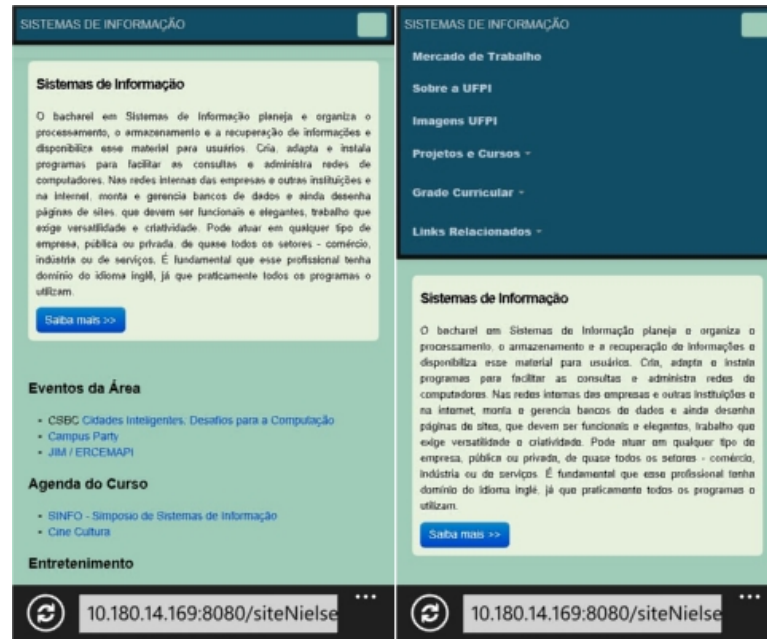 SISTEMAS DE INFORMAÇÃO
Sistemas de Informação
O bacharel em Sistemas de Informação planeja e organiza o
processamento, o armazenamento e a recuperação de informações e
disponibiliza esse material para usuários. Cria, adapta e instala
programas para facilitar as consultas e administra redes de
computadores. Nas redes internas das empresas e outras instituições e
na internet, monta e gerencia bancos de dados e ainda desenha
páginas de sites, que devem ser funcionais e elegantes, trabalho que
exige versatilidade e criatividade. Pode atuar em qualquer tipo de
empresa, pública ou privada, de quase todos os setores - comércio,
indústria ou de serviços. É fundamental que esse profissional tenha
domínio do idioma inglê, já que praticamente todos os programas o
utilizam.
Saiba mais >>
Eventos da Área
CSBC Cidades Inteligentes. Desafios para a Computação
Campus Party
JIM / ERCEMAPI
Agenda do Curso
SINFO - Simposio de Sistemas de Informação
Cine Cultura
Entretenimento
10.180.14.169:8080/siteNielse
SISTEMAS DE INFORMAÇÃO
Mercado de Trabalho
Sobre a UFPI
Imagens UFPI
Projetos e Cursos
Grade Curricular
Links Relacionados
Sistemas de Informação
O bacharel em Sistemas de Informação planeja e organiza o
processamento, o armazenamento e a recuperação de informações e
disponibiliza esse material para usuários. Cria, adapta e instala
programas para facilitar as consultas e administra redes de
computadores. Nas redes internas das empresas e outras instituições e
na internet, monta e gerencia bancos de dados e ainda desenha
páginas de sites, que devem ser funcionais e elegantes, trabalho que
exige versatilidade e criatividade. Pode atuar em qualquer tipo de
empresa, pública ou privada, de quase todos os setores - comércio,
indústria ou de serviços. É fundamental que esse profissional tenha
domínio do idioma inglê, já que praticamente todos os programas o
utilizam.
Saiba mais >>
10.180.14.169:8080/siteNielse